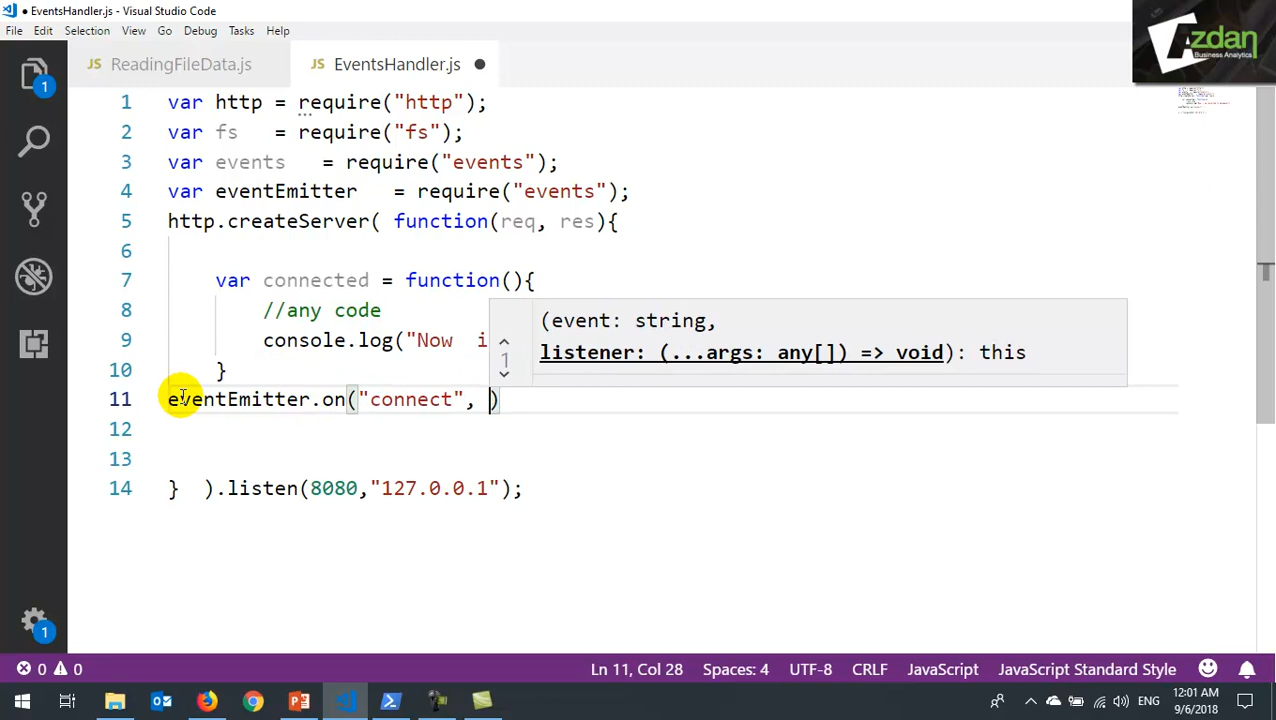 ● EventsHandler.js - Visual Studio Code
File Edit Selection View Go Debug Tasks Help
Azdan
Business Analytics
JS ReadingFileData.js
JS EventsHandler.js ●
1 var http = require("http");
2 var fs = require("fs");
3 var events = require("events");
4 var eventEmitter = require("events");
5 http.createServer( function(req, res){
6
7 var connected = function(){
8 //any code
9 console.log("Now i
(event: string,
1
listener: (...args: any[]) => void): this
10 }
11 eventEmitter.on("connect", )
12
13
14 } ).listen(8080,"127.0.0.1");
1
1
0 0
Ln 11, Col 28 Spaces: 4 UTF-8 CRLF JavaScript JavaScript Standard Style
ENG
12:01 AM
9/6/2018